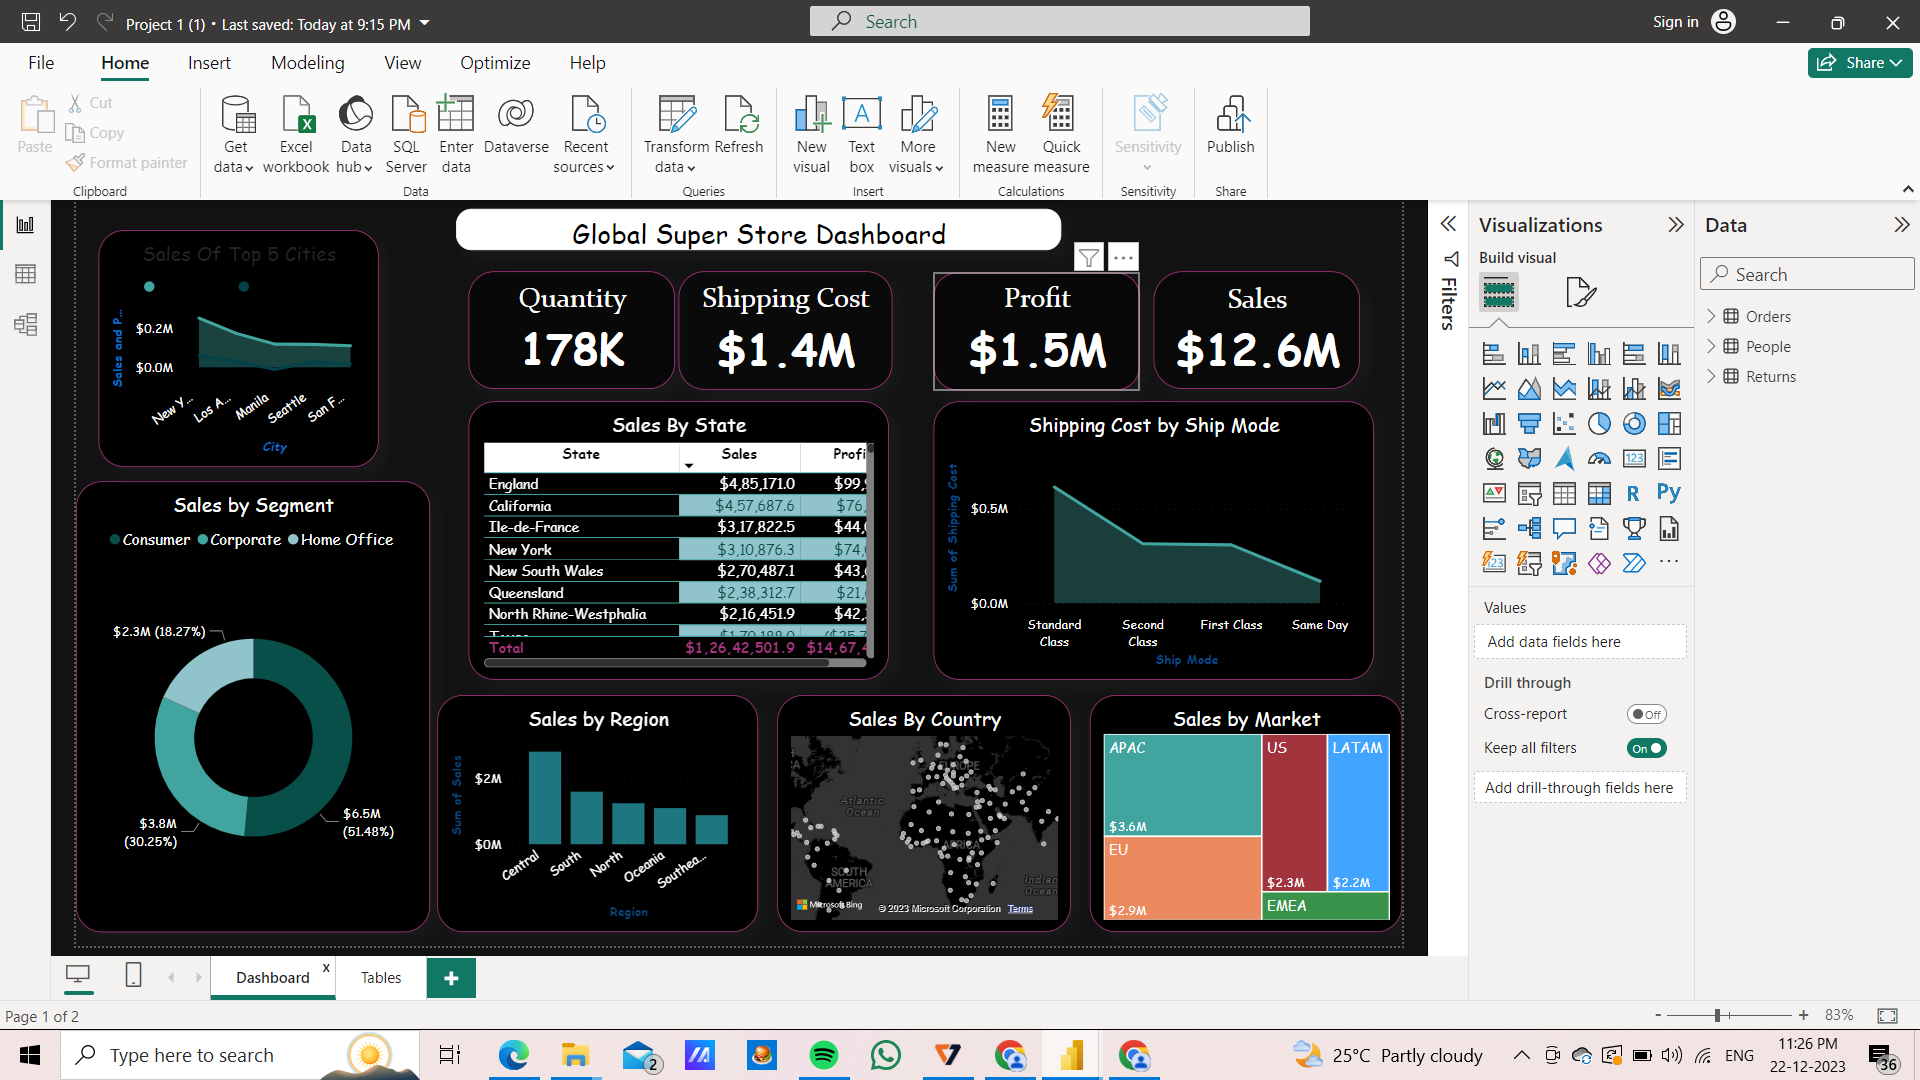 Project 1 (1) • Last saved: Today at 9:15 PM
Search
Sign in
File
Home
Insert
Modeling
View
Optimize
Help
Share
Paste
Cut
Copy
Format painter
Clipboard
Get data
Excel workbook
Data hub
SQL Server
Enter data
Dataverse
Recent sources
Data
Transform data
Refresh
Queries
New visual
Text box
More visuals
Insert
New measure
Quick measure
Calculations
Sensitivity
Sensitivity
Publish
Share
Global Super Store Dashboard
Sales Of Top 5 Cities
Sales and P...
$0.2M
$0.0M
New Y...
Los A...
Manila
Seattle
San F...
City
Quantity
178K
Shipping Cost
$1.4M
Profit
$1.5M
Sales
$12.6M
Sales by Segment
Consumer
Corporate
Home Office
$2.3M (18.27%)
$3.8M
(30.25%)
$6.5M
(51.48%)
Sales By State
State Sales Profi
England $4,85,171.0 $99,
California $4,57,687.6 $76,
Ile-de-France $3,17,822.5 $44,
New York $3,10,876.3 $74,
New South Wales $2,70,487.1 $43,
Queensland $2,38,312.7 $21,
North Rhine-Westphalia $2,16,451.9 $42,
Total $1,26,42,501.9 $14,67,4
Shipping Cost by Ship Mode
Sum of Shipping Cost
$0.5M
$0.0M
Standard Class
Second Class
First Class
Same Day
Ship Mode
Sales by Region
Sum of Sales
$2M
$0M
Central
South
North
Oceania
Southea...
Region
Sales By Country
EUROPE
Atlantic Ocean
AFRICA
SOUTH AMERICA
Indian Ocean
Microsoft Bing
© 2023 Microsoft Corporation Terms
Sales by Market
APAC
$3.6M
EU
$2.9M
US
$2.3M
LATAM
$2.2M
EMEA
Filters
Visualizations
Build visual
123
R
Py
123
Values
Add data fields here
Drill through
Cross-report
Off
Keep all filters
On
Add drill-through fields here
Data
Search
Orders
People
Returns
Dashboard
x
Tables
+
Page 1 of 2
- + 83%
Type here to search
2
25°C Partly cloudy
ENG
11:26 PM
22-12-2023
36